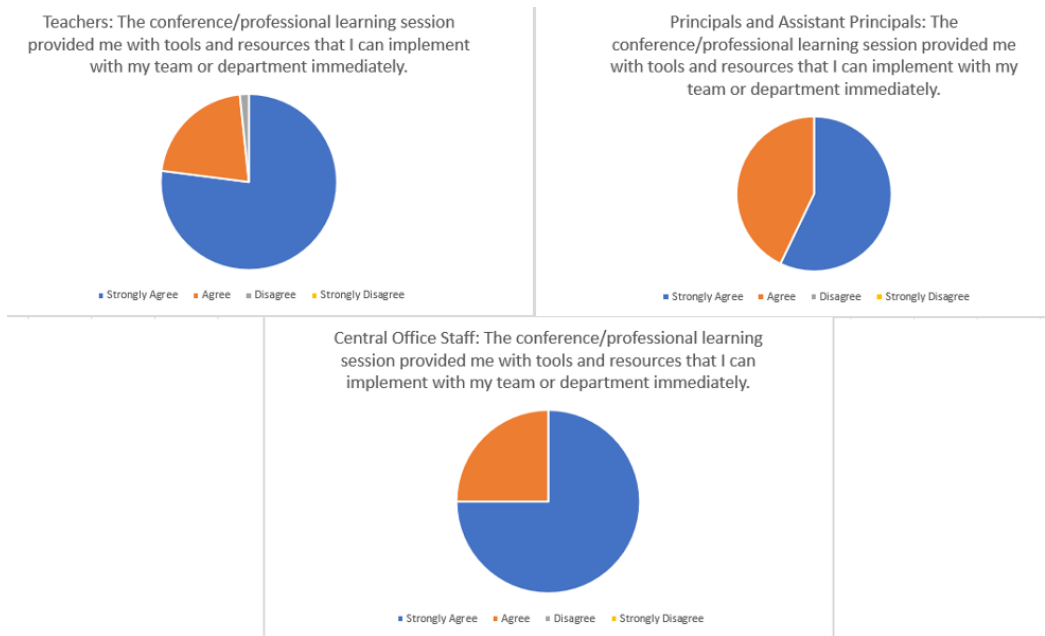 Teachers: The conference/professional learning session
provided me with tools and resources that I can implement
with my team or department immediately.
Strongly Agree Agree Disagree Strongly Disagree
Principals and Assistant Principals: The
conference/professional learning session provided me
with tools and resources that I can implement with my
team or department immediately.
Strongly Agree Agree Disagree Strongly Disagree
Central Office Staff: The conference/professional learning
session provided me with tools and resources that I can
implement with my team or department immediately.
Strongly Agree Agree Disagree Strongly Disagree